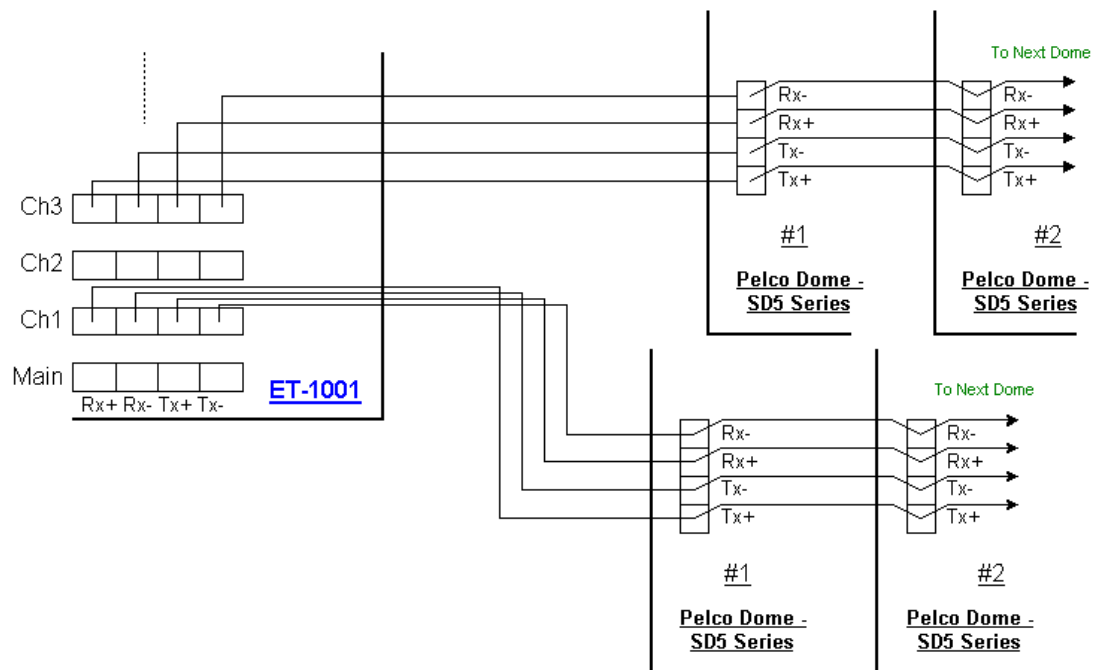 To Next Dome
Rx-
Rx+
Tx-
Tx+
Rx-
Rx+
Tx-
Tx+
#1
#2
Pelco Dome -
SD5 Series
Pelco Dome -
SD5 Series
Ch3
Ch2
Ch1
Main
Rx+ Rx- Tx+ Tx-
ET-1001
To Next Dome
Rx-
Rx+
Tx-
Tx+
Rx-
Rx+
Tx-
Tx+
#1
#2
Pelco Dome -
SD5 Series
Pelco Dome -
SD5 Series